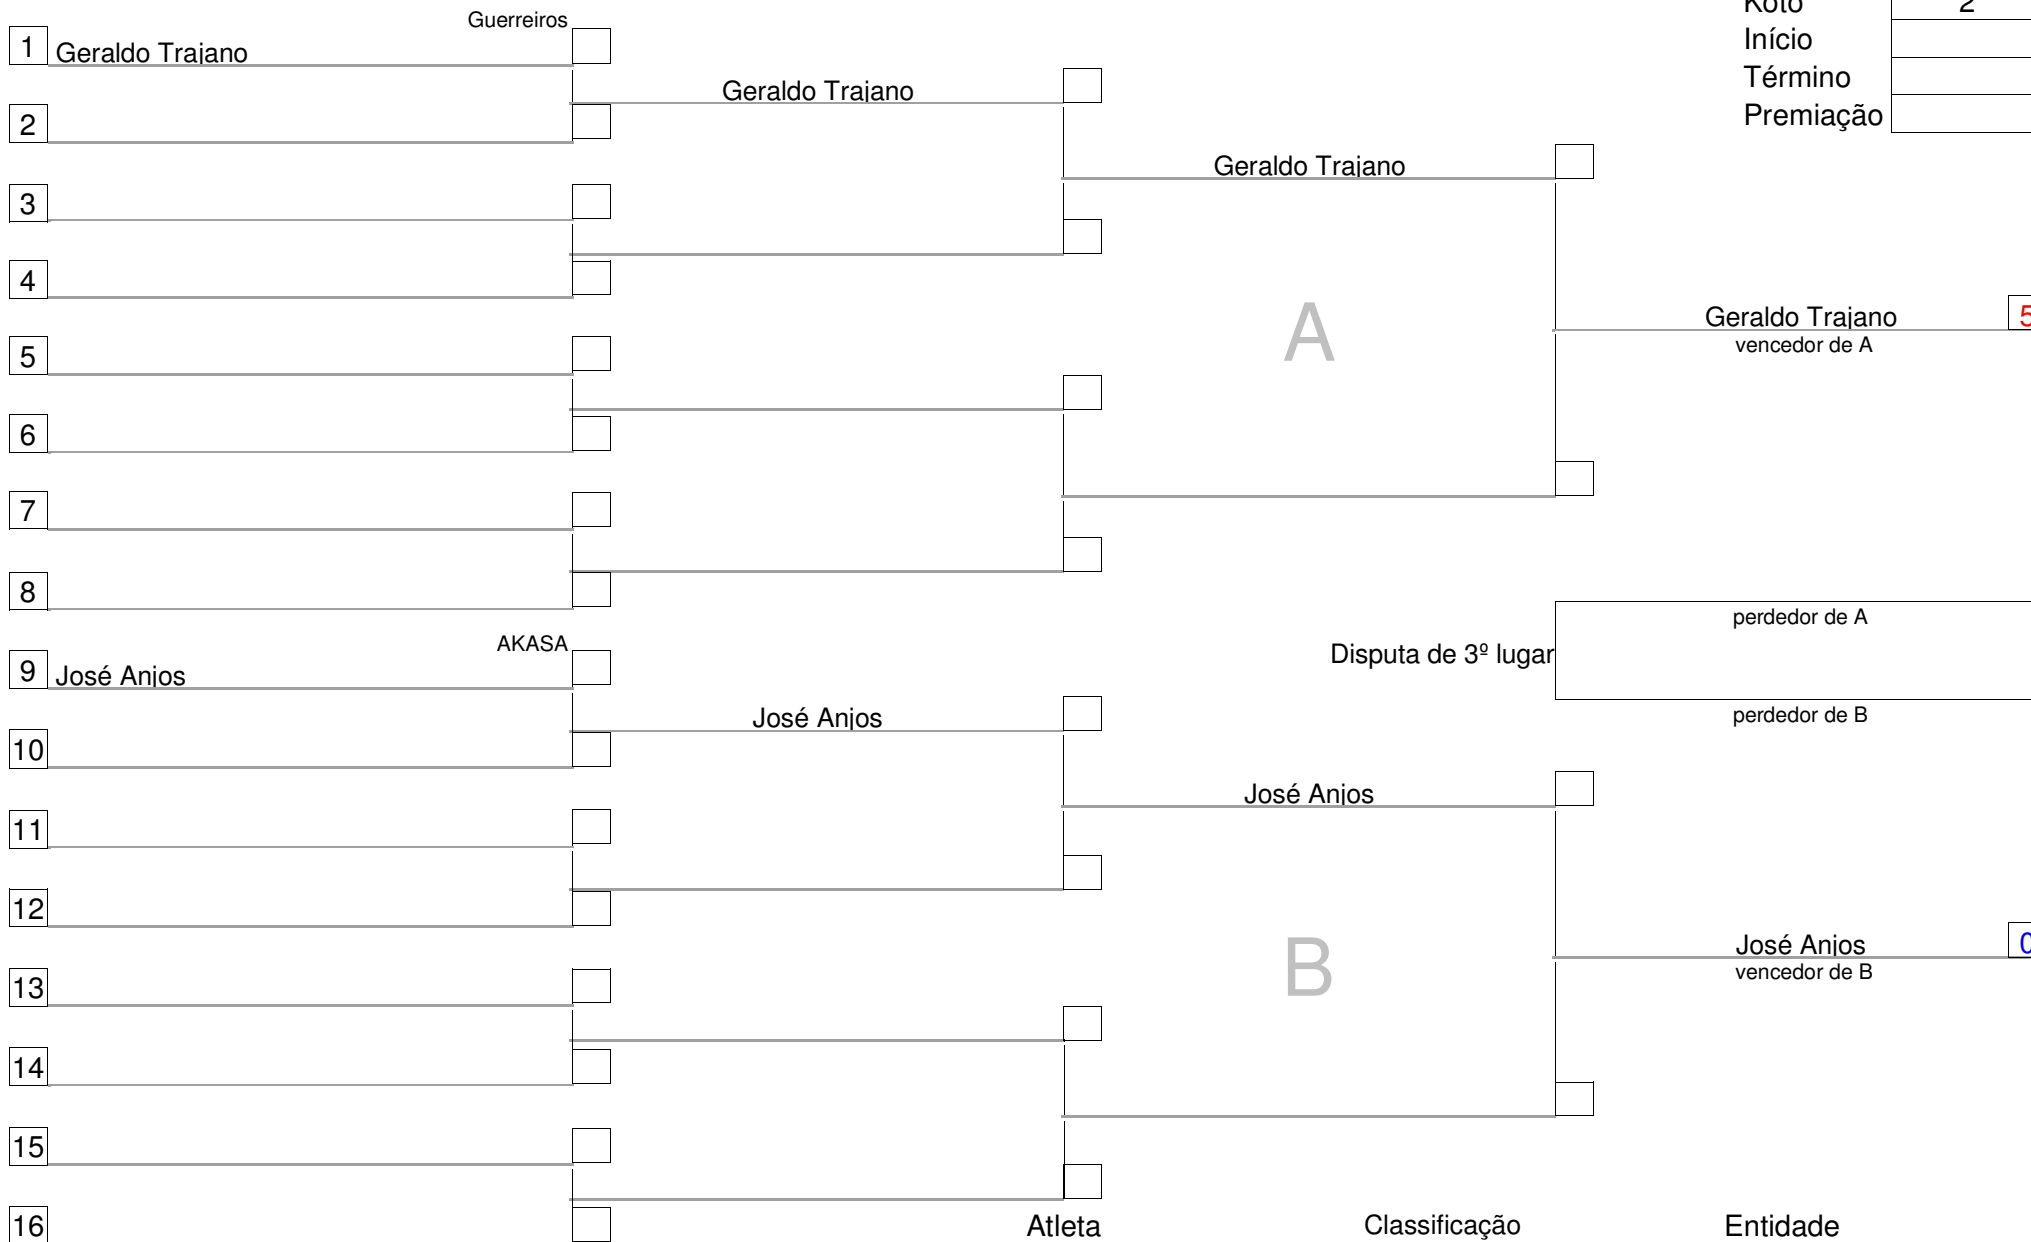 Koto 2
Guerreiros
1 Geraldo Trajano
Início
Término
Geraldo Trajano
Premiação
2
Geraldo Trajano
3
4
A
Geraldo Trajano 5
vencedor de A
5
6
7
8
perdedor de A
AKASA
Disputa de 3º lugar
9 José Anjos
José Anjos
perdedor de B
10
José Anjos
11
12
B
José Anjos 0
vencedor de B
13
14
15
16
Atleta Classificação Entidade